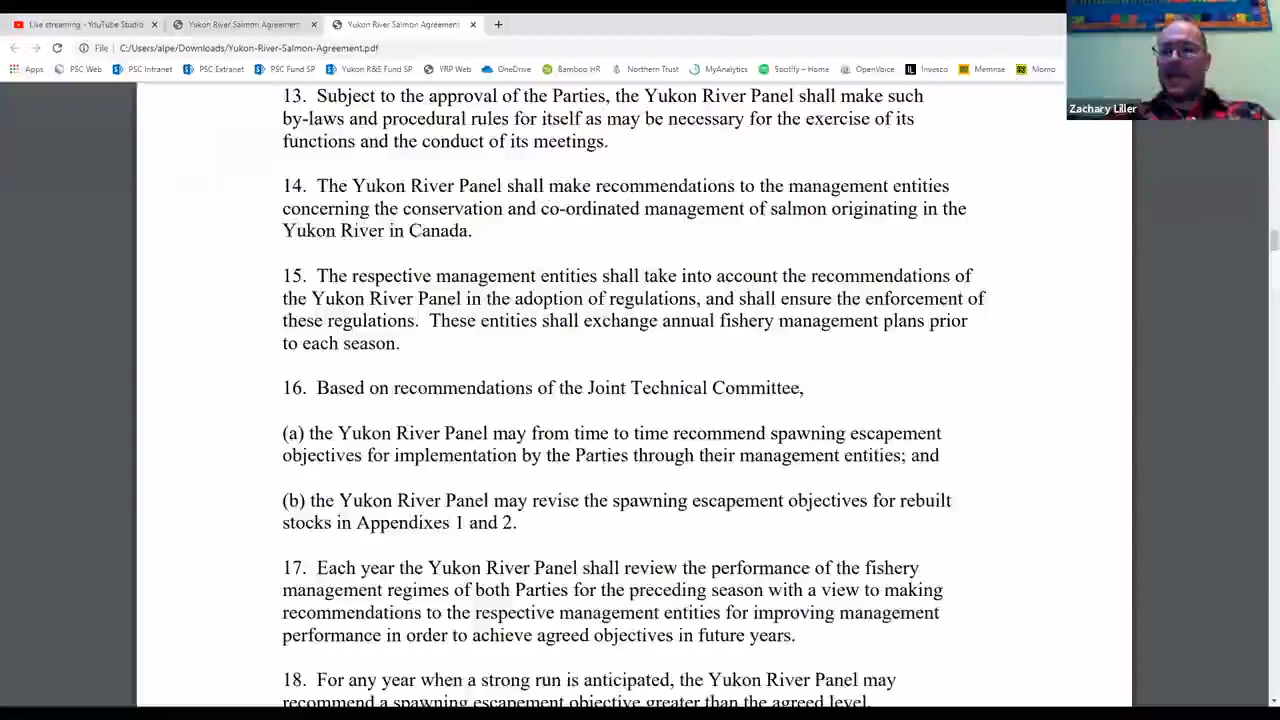 Live streaming - YouTube Studio
Yukon River Salmon Agreement
Yukon River Salmon Agreement
File
C:/Users/alpe/Downloads/Yukon-River-Salmon-Agreement.pdf
Apps
PSC Web
PSC Intranet
PSC Extranet
PSC Fund SP
Yukon R&E Fund SP
YRP Web
OneDrive
Bamboo HR
Northern Trust
MyAnalytics
Spotify – Home
OpenVoice
Invesco
Memrise
Momo
Zachary Liller
13. Subject to the approval of the Parties, the Yukon River Panel shall make such
by-laws and procedural rules for itself as may be necessary for the exercise of its
functions and the conduct of its meetings.
14. The Yukon River Panel shall make recommendations to the management entities
concerning the conservation and co-ordinated management of salmon originating in the
Yukon River in Canada.
15. The respective management entities shall take into account the recommendations of
the Yukon River Panel in the adoption of regulations, and shall ensure the enforcement of
these regulations. These entities shall exchange annual fishery management plans prior
to each season.
16. Based on recommendations of the Joint Technical Committee,
(a) the Yukon River Panel may from time to time recommend spawning escapement
objectives for implementation by the Parties through their management entities; and
(b) the Yukon River Panel may revise the spawning escapement objectives for rebuilt
stocks in Appendixes 1 and 2.
17. Each year the Yukon River Panel shall review the performance of the fishery
management regimes of both Parties for the preceding season with a view to making
recommendations to the respective management entities for improving management
performance in order to achieve agreed objectives in future years.
18. For any year when a strong run is anticipated, the Yukon River Panel may
recommend a spawning escapement objective greater than the agreed level.